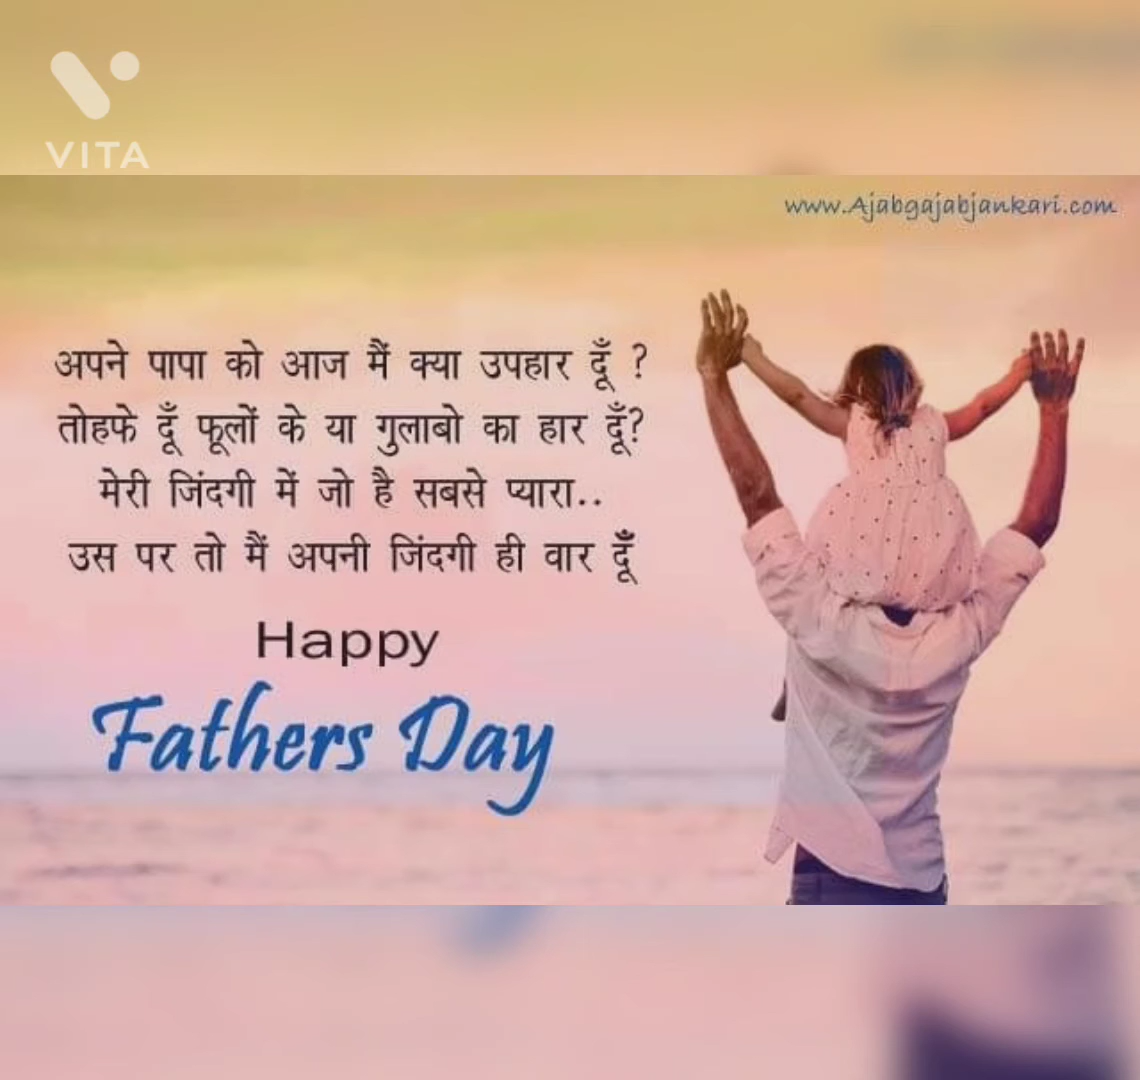 VITA
www.Ajabgajabjankari.com
अपने पापा को आज मैं क्या उपहार दूँ ?
तोहफे दूँ फूलों के या गुलाबो का हार दूँ?
मेरी जिंदगी में जो है सबसे प्यारा..
उस पर तो मैं अपनी जिंदगी ही वार दूँ
Happy
Fathers Day